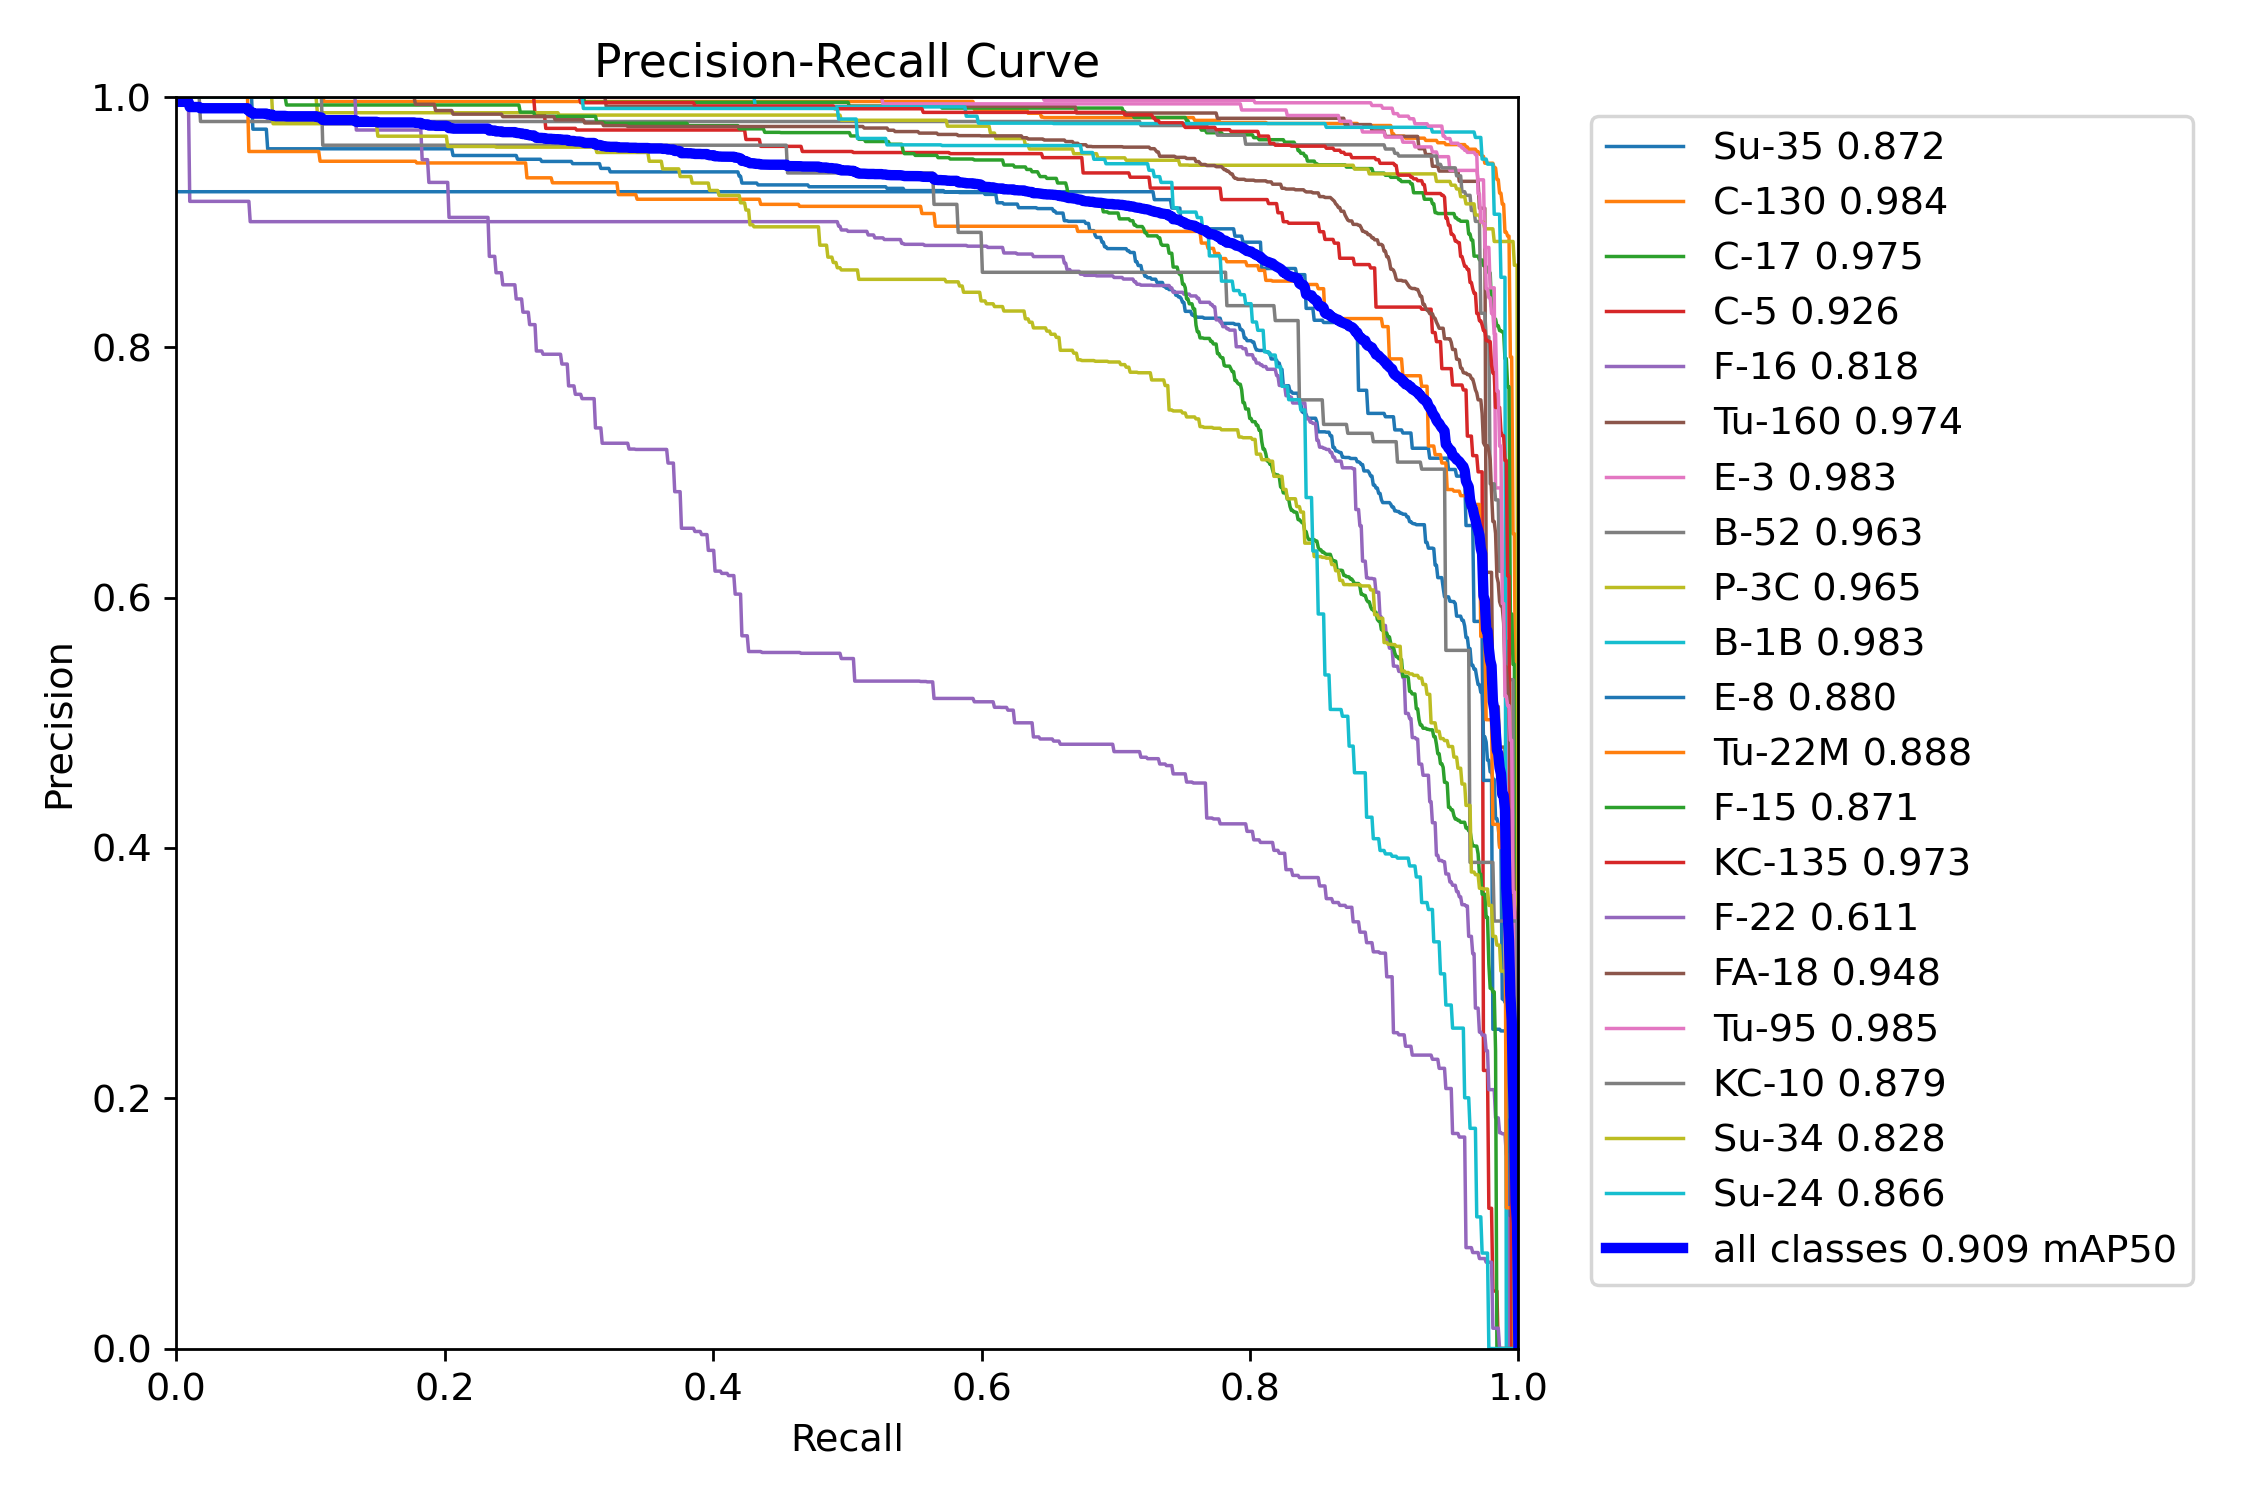 Precision-Recall Curve
1.0
0.8
0.6
0.4
0.2
0.0
Precision
0.0 0.2 0.4 0.6 0.8 1.0
Recall
Su-35 0.872
C-130 0.984
C-17 0.975
C-5 0.926
F-16 0.818
Tu-160 0.974
E-3 0.983
B-52 0.963
P-3C 0.965
B-1B 0.983
E-8 0.880
Tu-22M 0.888
F-15 0.871
KC-135 0.973
F-22 0.611
FA-18 0.948
Tu-95 0.985
KC-10 0.879
Su-34 0.828
Su-24 0.866
all classes 0.909 mAP50